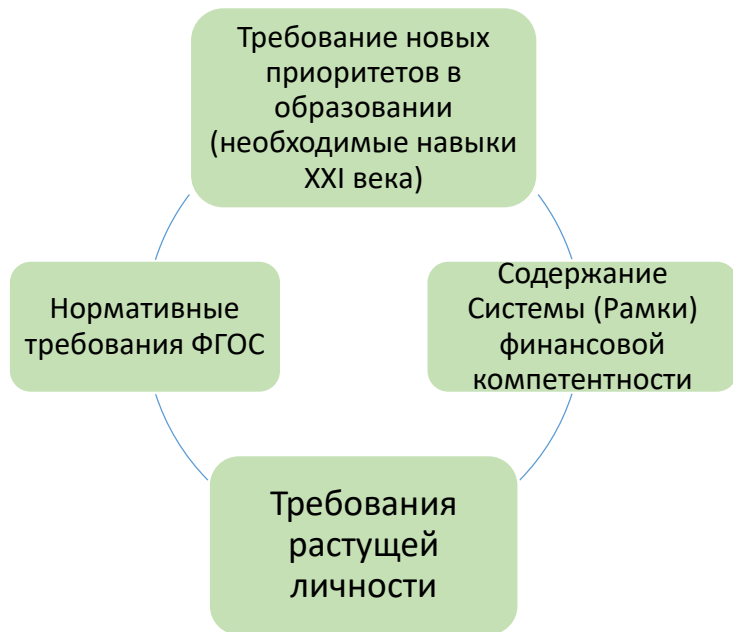 Требование новых
приоритетов в
образовании
(необходимые навыки
XXI века)
Нормативные
требования ФГОС
Содержание
Системы (Рамки)
финансовой
компетентности
Требования
растущей
личности